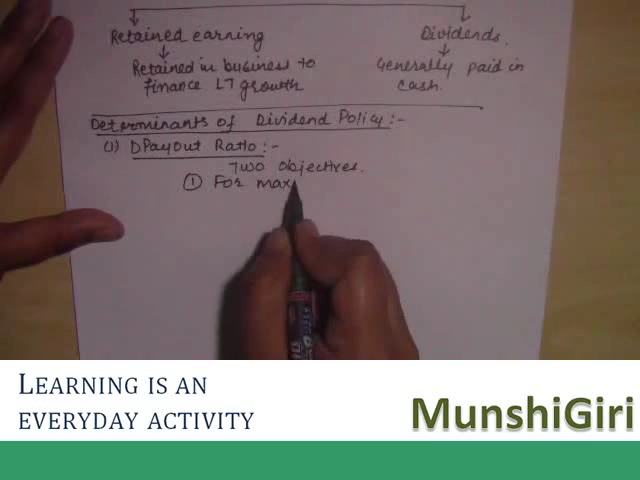 Retained earning
Dividends.
Retained in business to
finance LT growth
Generally paid in
cash.
Determinants of Dividend Policy:-
(1) DPayout Ratio:-
Two objectives.
① For max
LEARNING IS AN
EVERYDAY ACTIVITY
MunshiGiri